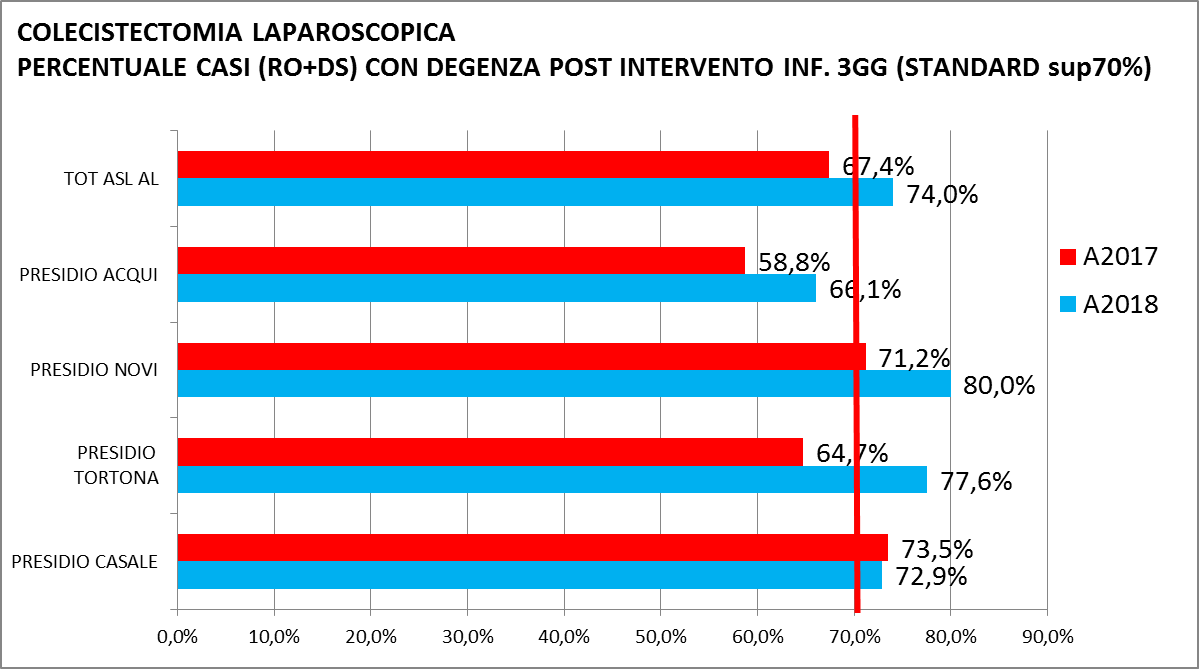 COLECISTECTOMIA LAPAROSCOPICA
PERCENTUALE CASI (RO+DS) CON DEGENZA POST INTERVENTO INF. 3GG (STANDARD sup70%)
TOT ASL AL
67,4%
74,0%
PRESIDIO ACQUI
58,8%
66,1%
PRESIDIO NOVI
71,2%
80,0%
PRESIDIO
TORTONA
64,7%
77,6%
PRESIDIO CASALE
73,5%
72,9%
A2017
A2018
0,0% 10,0% 20,0% 30,0% 40,0% 50,0% 60,0% 70,0% 80,0% 90,0%